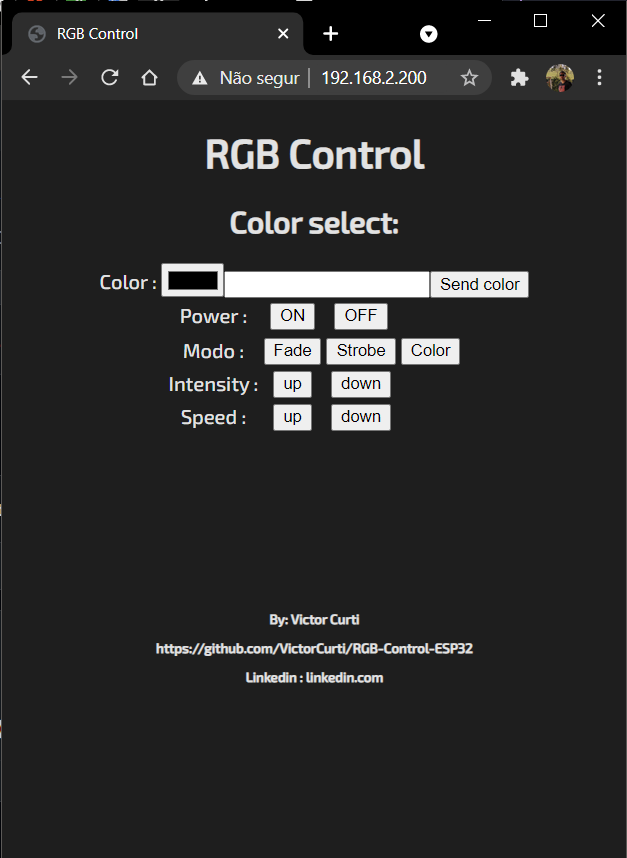 RGB Control
Não segur 192.168.2.200
RGB Control
Color select:
Color : Send color
Power : ON OFF
Modo : Fade Strobe Color
Intensity : up down
Speed : up down
By: Victor Curti
https://github.com/VictorCurti/RGB-Control-ESP32
Linkedin : linkedin.com